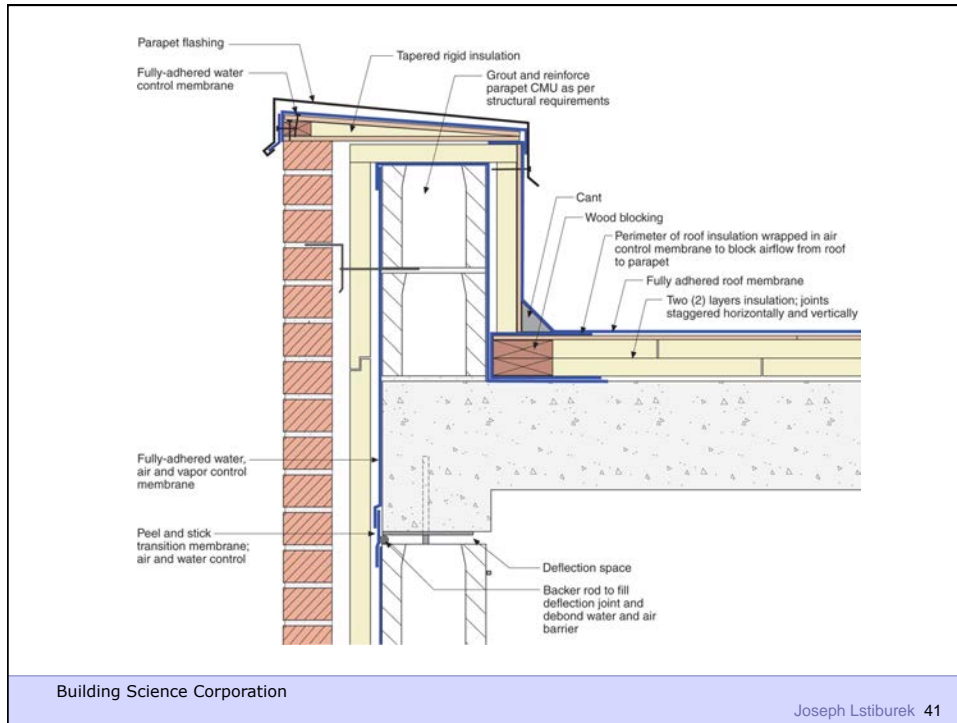 Parapet flashing
Fully-adhered water
control membrane
Tapered rigid insulation
Grout and reinforce
parapet CMU as per
structural requirements
Cant
Wood blocking
Perimeter of roof insulation wrapped in air
control membrane to block airflow from roof
to parapet
Fully adhered roof membrane
Two (2) layers insulation; joints
staggered horizontally and vertically
Fully-adhered water,
air and vapor control
membrane
Peel and stick
transition membrane;
air and water control
Deflection space
Backer rod to fill
deflection joint and
debond water and air
barrier
Building Science Corporation
Joseph Lstiburek 41